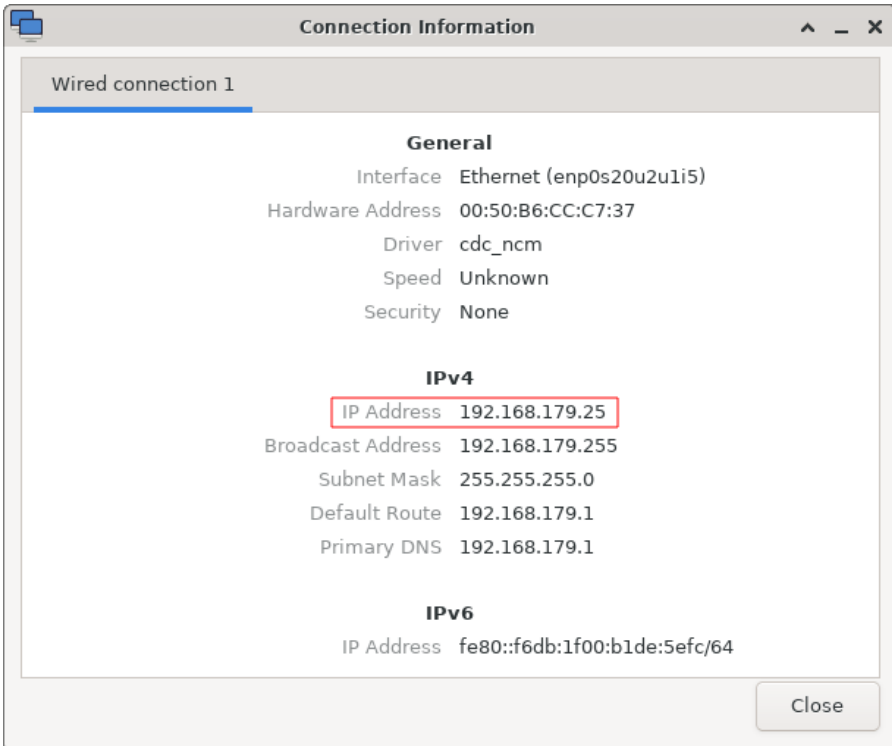 Connection Information
Wired connection 1
General
Interface Ethernet (enp0s20u2u1i5)
Hardware Address 00:50:B6:CC:C7:37
Driver cdc_ncm
Speed Unknown
Security None
IPv4
IP Address 192.168.179.25
Broadcast Address 192.168.179.255
Subnet Mask 255.255.255.0
Default Route 192.168.179.1
Primary DNS 192.168.179.1
IPv6
IP Address fe80::f6db:1f00:b1de:5efc/64
Close